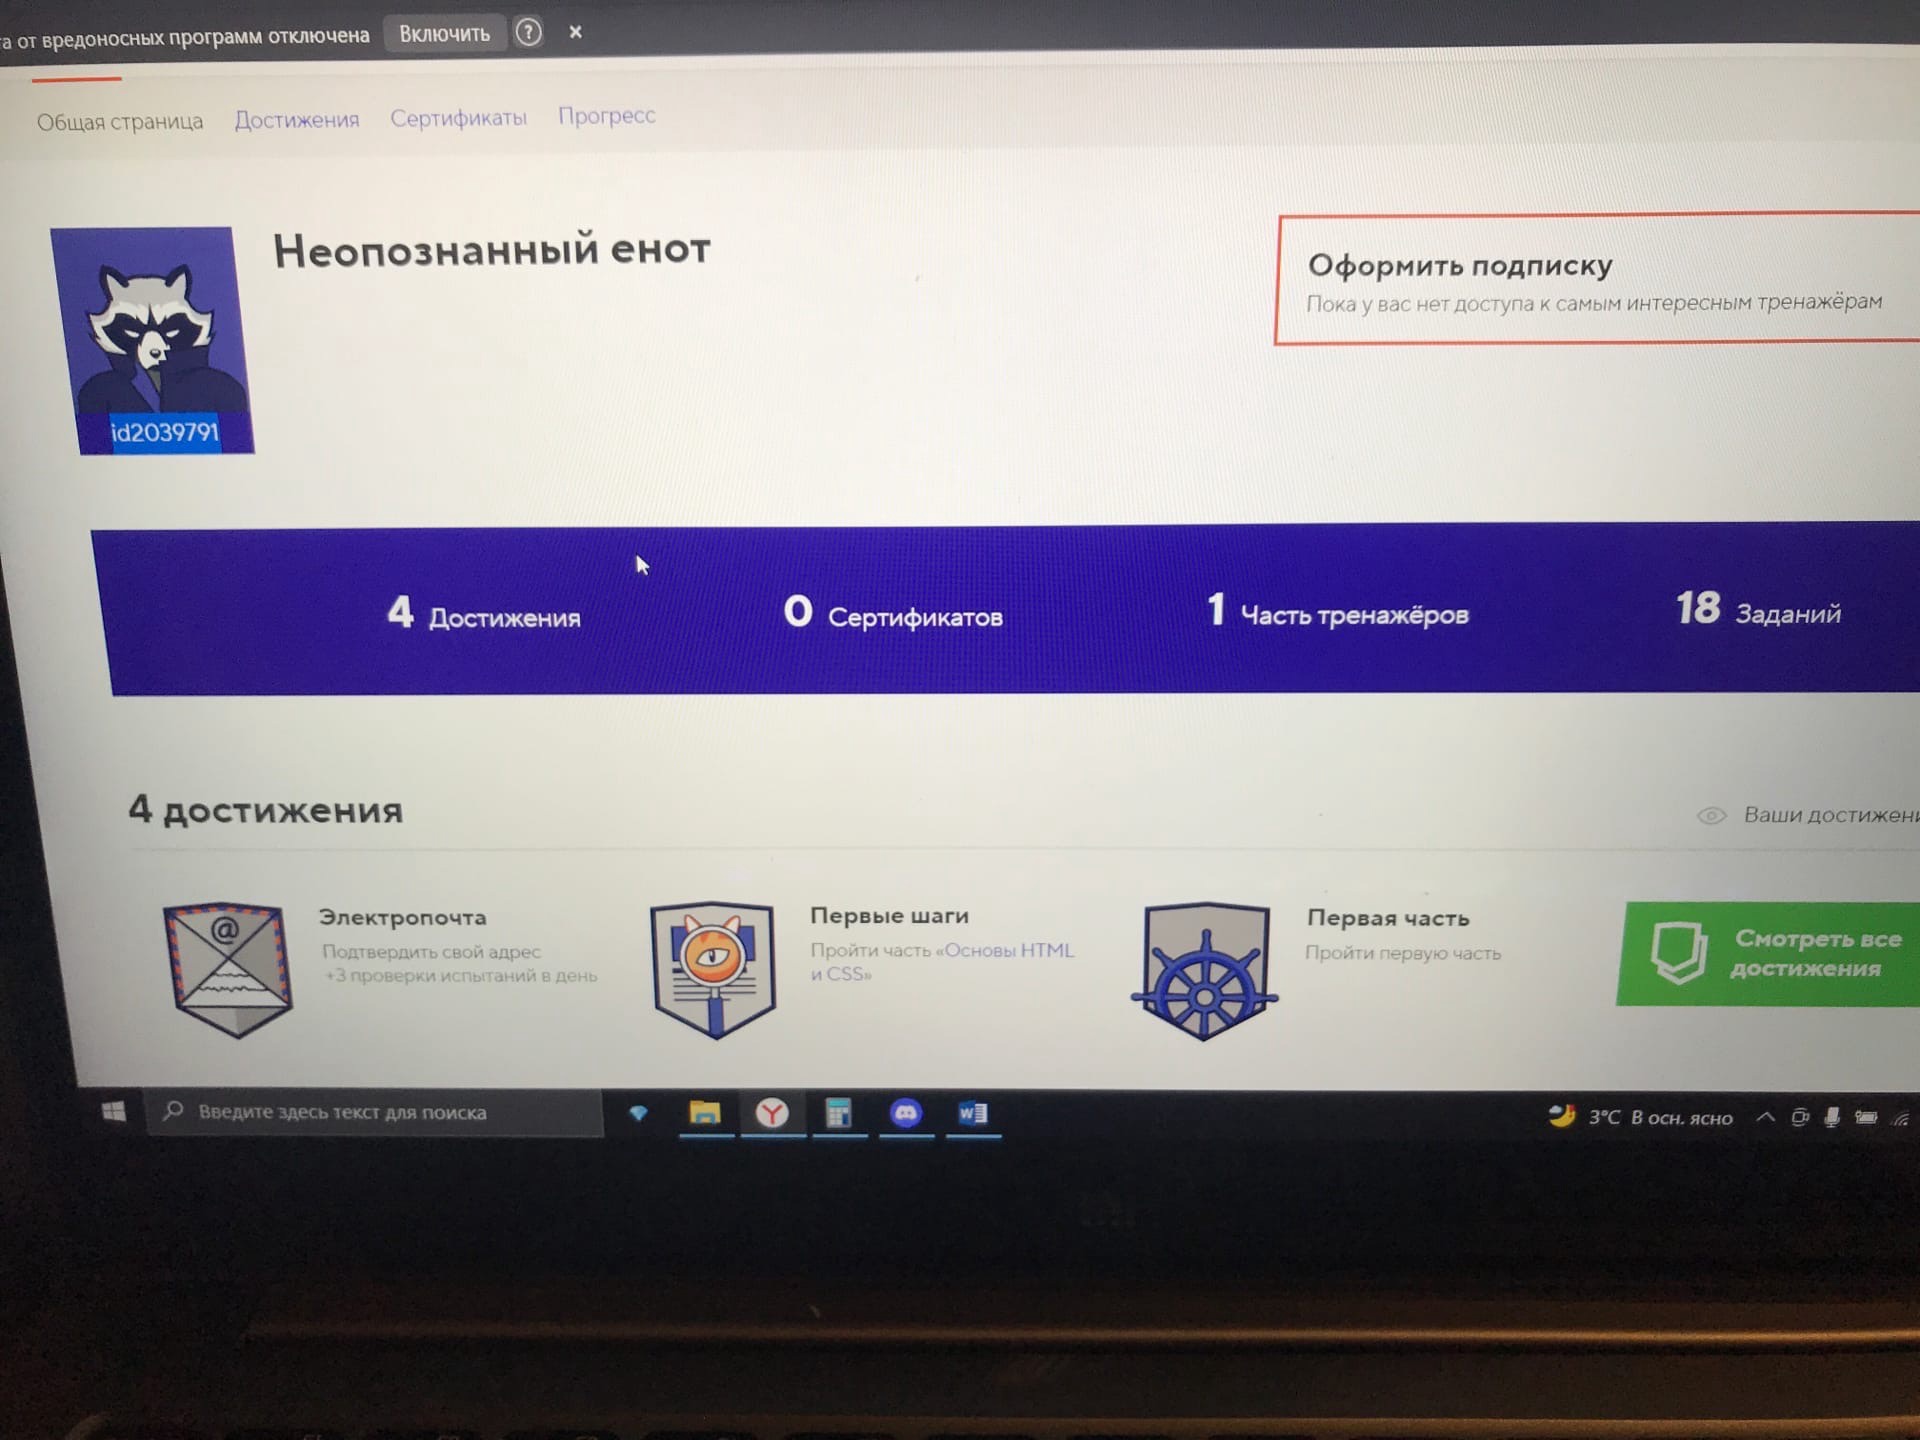 от вредоносных программ отключена Включить ? ×
Общая страница Достижения Сертификаты Прогресс
Неопознанный енот
Оформить подписку
Пока у вас нет доступа к самым интересным тренажёрам
id2039791
4 Достижения 0 Сертификатов 1 Часть тренажёров 18 Заданий
4 достижения
Ваши
Электропочта
Подтвердить свой адрес
+3 проверки испытаний в день
Первые шаги
Пройти часть «Основы HTML
и CSS»
Первая часть
Пройти первую часть
Смотреть все
достижения
Введите здесь текст для поиска
3°C В осн. ясно